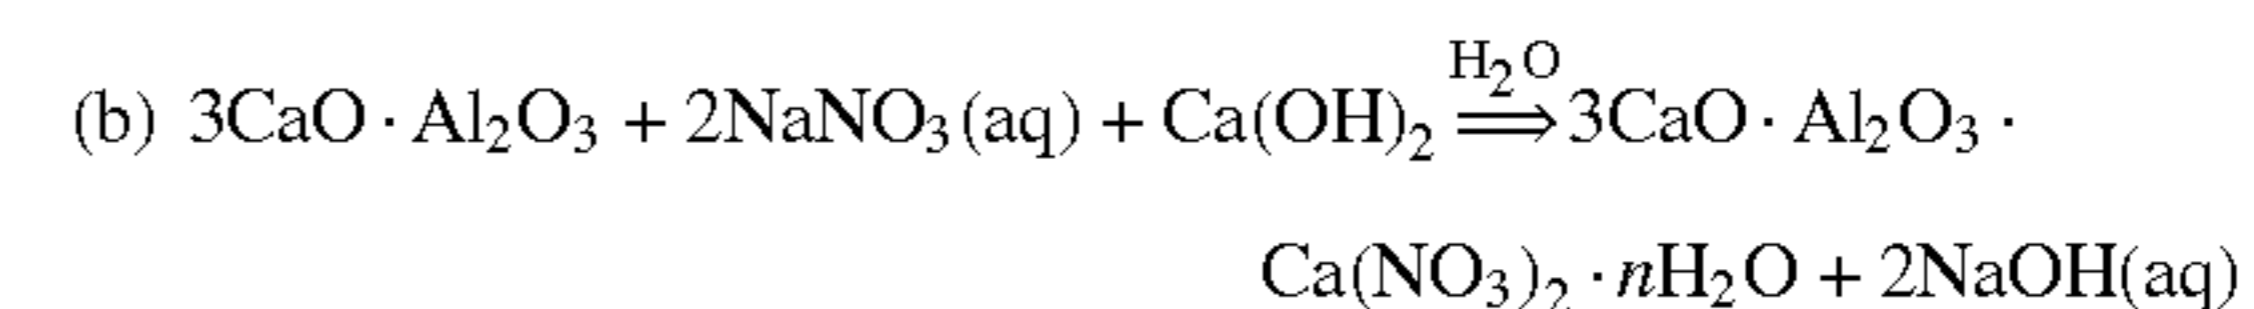 (b) 3CaO · Al₂O₃ + 2NaNO₃(aq) + Ca(OH)₂ H₂O ⟹ 3CaO · Al₂O₃ ·
Ca(NO₃)₂ · nH₂O + 2NaOH(aq)